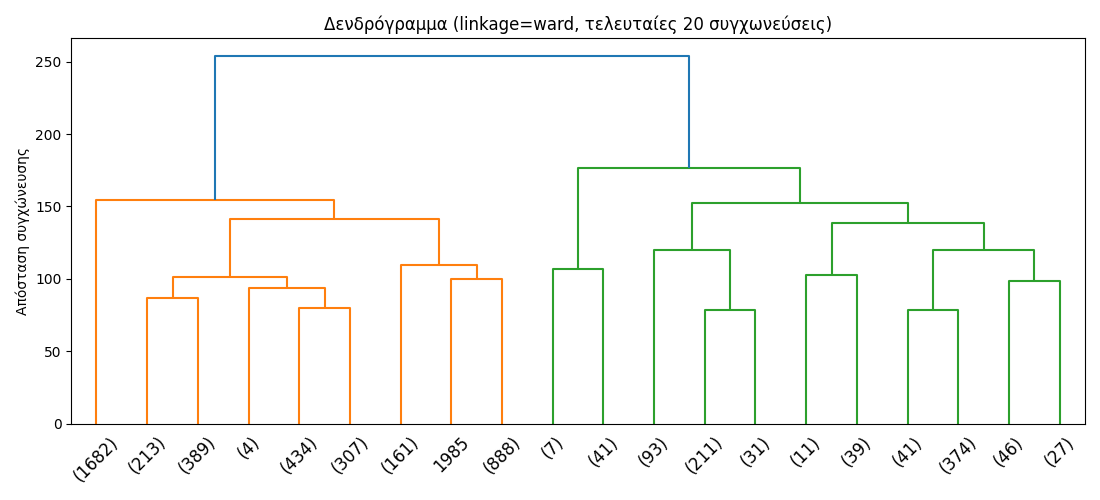 Δενδρόγραμμα (linkage=ward, τελευταίες 20 συγχωνεύσεις)
Απόσταση συγχώνευσης
250
200
150
100
50
0
(1682) (213) (389) (4) (434) (307) (161) 1985 (888) (7) (41) (93) (211) (31) (11) (39) (41) (374) (46) (27)